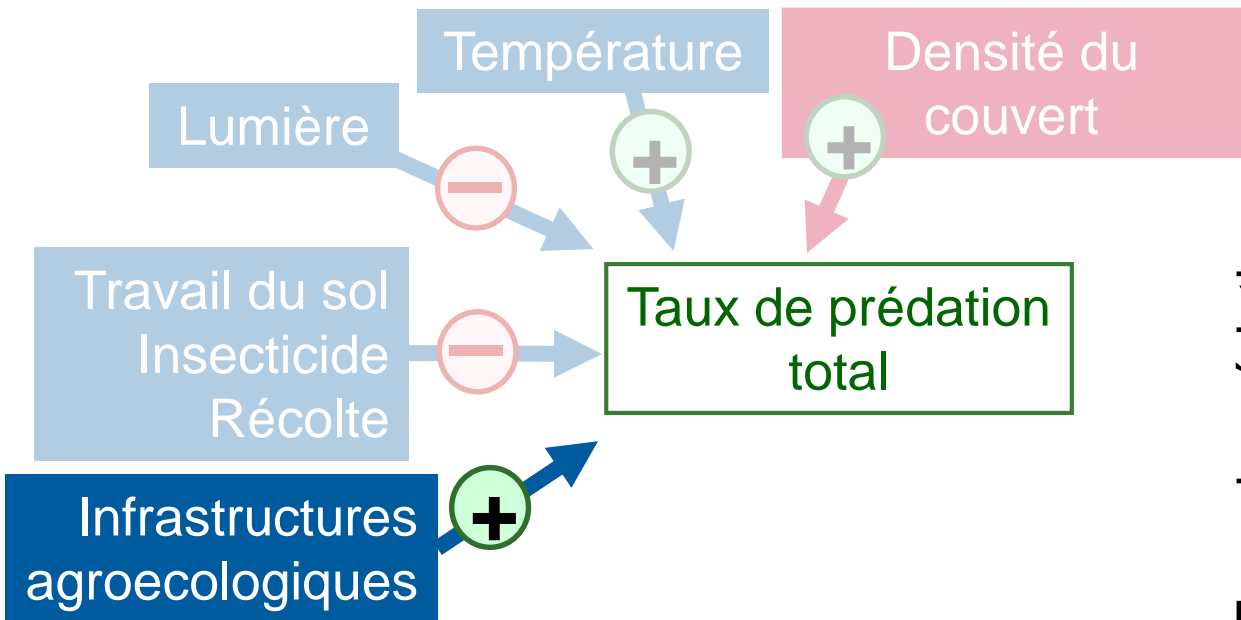 Température
Densité du
couvert
Lumière
+
+
−
Travail du sol
Insecticide
Récolte
−
Taux de prédation
total
Infrastructures
agroecologiques
+